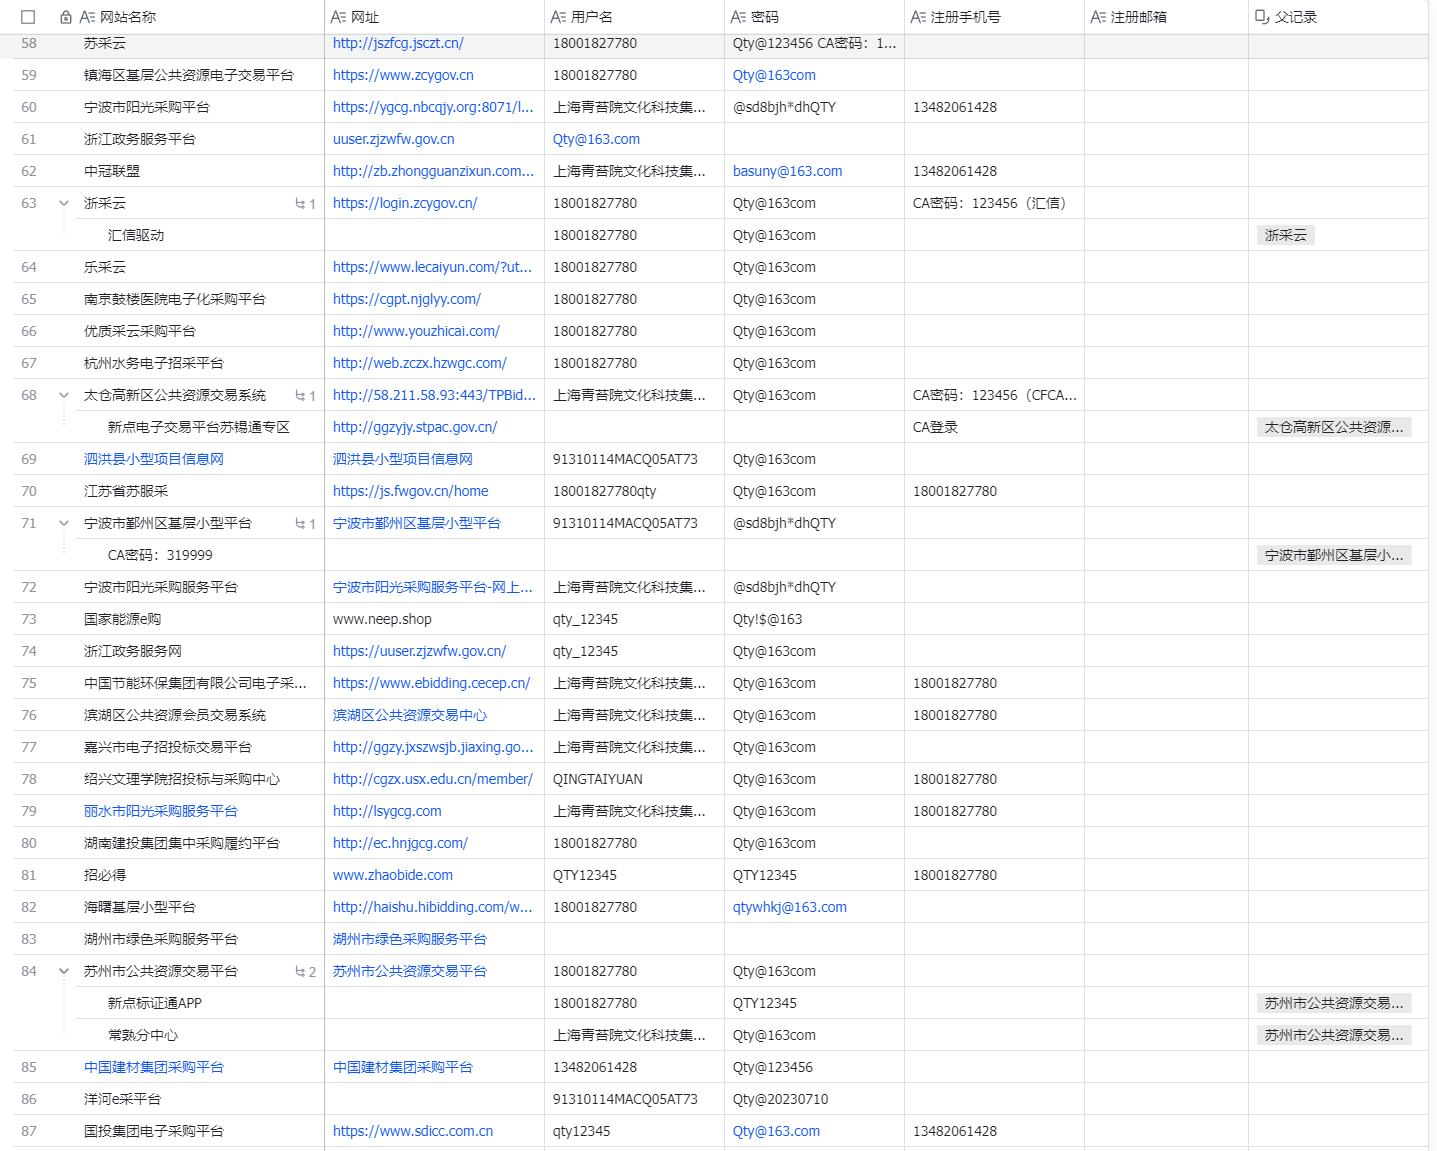 网站名称 网址 用户名 密码 注册手机号 注册邮箱 父记录
58 苏采云 http://jszfcg.jsczt.cn/ 18001827780 Qty@123456 CA密码：1...
59 镇海区基层公共资源电子交易平台 https://www.zcygov.cn 18001827780 Qty@163com
60 宁波市阳光采购平台 https://ygcg.nbcqjy.org:8071/l... 上海青苔院文化科技集... @sd8bjh*dhQTY 13482061428
61 浙江政务服务平台 uuser.zjzwfw.gov.cn Qty@163.com
62 中冠联盟 http://zb.zhongguanzixun.com... 上海青苔院文化科技集... basuny@163.com 13482061428
63 浙采云 1 https://login.zcygov.cn/ 18001827780 Qty@163com CA密码：123456（汇信）
汇信驱动 18001827780 Qty@163com 浙采云
64 乐采云 https://www.lecaiyun.com/?ut... 18001827780 Qty@163com
65 南京鼓楼医院电子化采购平台 https://cgpt.njglyy.com/ 18001827780 Qty@163com
66 优质采云采购平台 http://www.youzhicai.com/ 18001827780 Qty@163com
67 杭州水务电子招采平台 http://web.zczx.hzwgc.com/ 18001827780 Qty@163com
68 太仓高新区公共资源交易系统 1 http://58.211.58.93:443/TPBid... 上海青苔院文化科技集... Qty@163com CA密码：123456（CFCA...
新点电子交易平台苏锡通专区 http://ggzyjy.stpac.gov.cn/ CA登录 太仓高新区公共资源...
69 泗洪县小型项目信息网 泗洪县小型项目信息网 91310114MACQ05AT73 Qty@163com
70 江苏省苏服采 https://js.fwgov.cn/home 18001827780qty Qty@163com 18001827780
71 宁波市鄞州区基层小型平台 1 宁波市鄞州区基层小型平台 91310114MACQ05AT73 @sd8bjh*dhQTY
CA密码：319999 宁波市鄞州区基层小...
72 宁波市阳光采购服务平台 宁波市阳光采购服务平台-网上... 上海青苔院文化科技集... @sd8bjh*dhQTY
73 国家能源e购 www.neep.shop qty_12345 Qty!$@163
74 浙江政务服务网 https://uuser.zjzwfw.gov.cn/ qty_12345 Qty@163com
75 中国节能环保集团有限公司电子采... https://www.ebidding.cecep.cn/ 上海青苔院文化科技集... Qty@163com 18001827780
76 滨湖区公共资源会员交易系统 滨湖区公共资源交易中心 上海青苔院文化科技集... Qty@163com 18001827780
77 嘉兴市电子招投标交易平台 http://ggzy.jxszwsjb.jiaxing.go... 上海青苔院文化科技集... Qty@163com
78 绍兴文理学院招投标与采购中心 http://cgzx.usx.edu.cn/member/ QINGTAIYUAN Qty@163com 18001827780
79 丽水市阳光采购服务平台 http://lsygcg.com 上海青苔院文化科技集... Qty@163com 18001827780
80 湖南建投集团集中采购履约平台 http://ec.hnjgcg.com/ 18001827780 Qty@163com
81 招必得 www.zhaobide.com QTY12345 QTY12345 18001827780
82 海曙基层小型平台 http://haishu.hibidding.com/w... 18001827780 qtywhkj@163.com
83 湖州市绿色采购服务平台 湖州市绿色采购服务平台
84 苏州市公共资源交易平台 2 苏州市公共资源交易平台 18001827780 Qty@163com
新点标证通APP 18001827780 QTY12345 苏州市公共资源交易...
常熟分中心 上海青苔院文化科技集... Qty@163com 苏州市公共资源交易...
85 中国建材集团采购平台 中国建材集团采购平台 13482061428 Qty@123456
86 洋河e采平台 91310114MACQ05AT73 Qty@20230710
87 国投集团电子采购平台 https://www.sdicc.com.cn qty12345 Qty@163.com 13482061428